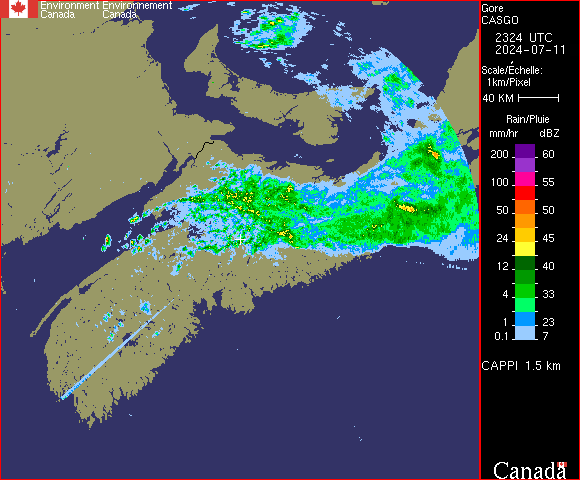 Environment Environnement
Canada Canada
Gore
CASGO
2324 UTC
2024-07-11
Scale/Échelle:
1km/Pixel
40 KM
Rain/Pluie
mm/hr dBZ
200 60
100 55
50 50
24 45
12 40
4 33
1 23
0.1 7
CAPPI 1.5 km
Canada